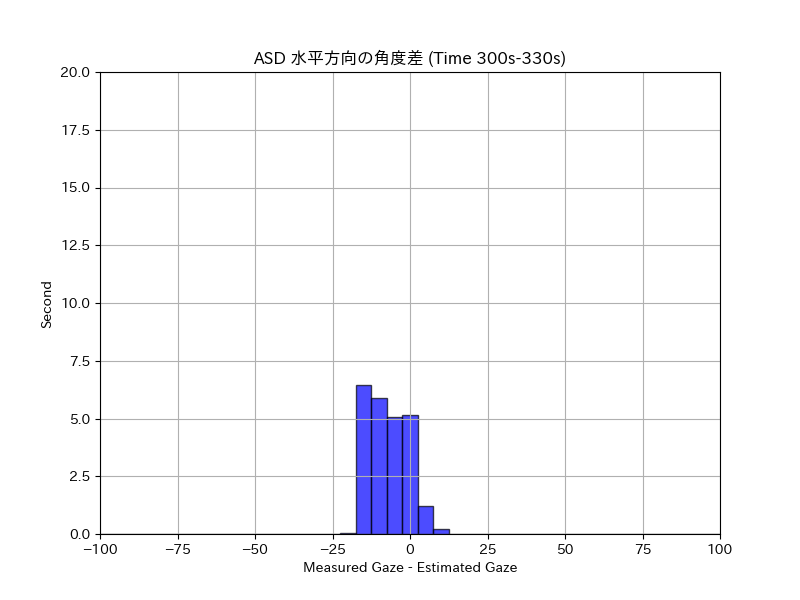 ASD 水平方向の角度差 (Time 300s-330s)
20.0
17.5
15.0
12.5
10.0
7.5
5.0
2.5
0.0
Second
−100 −75 −50 −25 0 25 50 75 100
Measured Gaze - Estimated Gaze